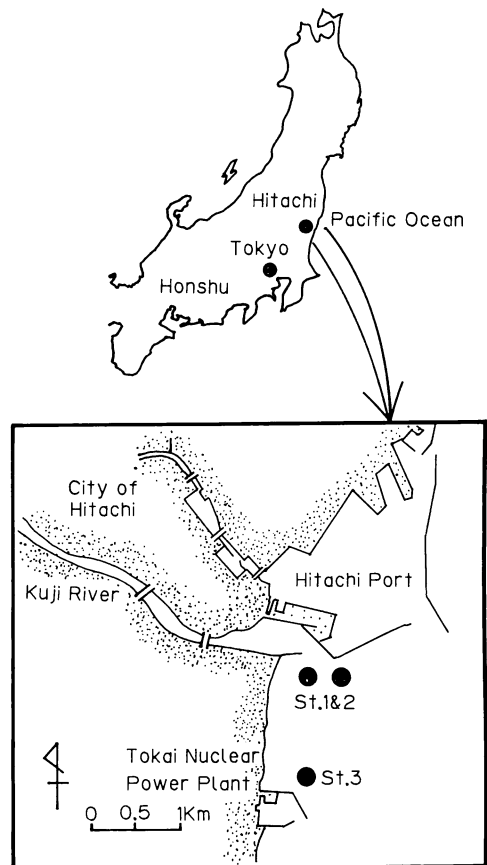 Hitachi
Pacific Ocean
Tokyo
Honshu
City of
Hitachi
Kuji River
Hitachi Port
St.1&2
Tokai Nuclear
Power Plant
St.3
0 0.5 1Km